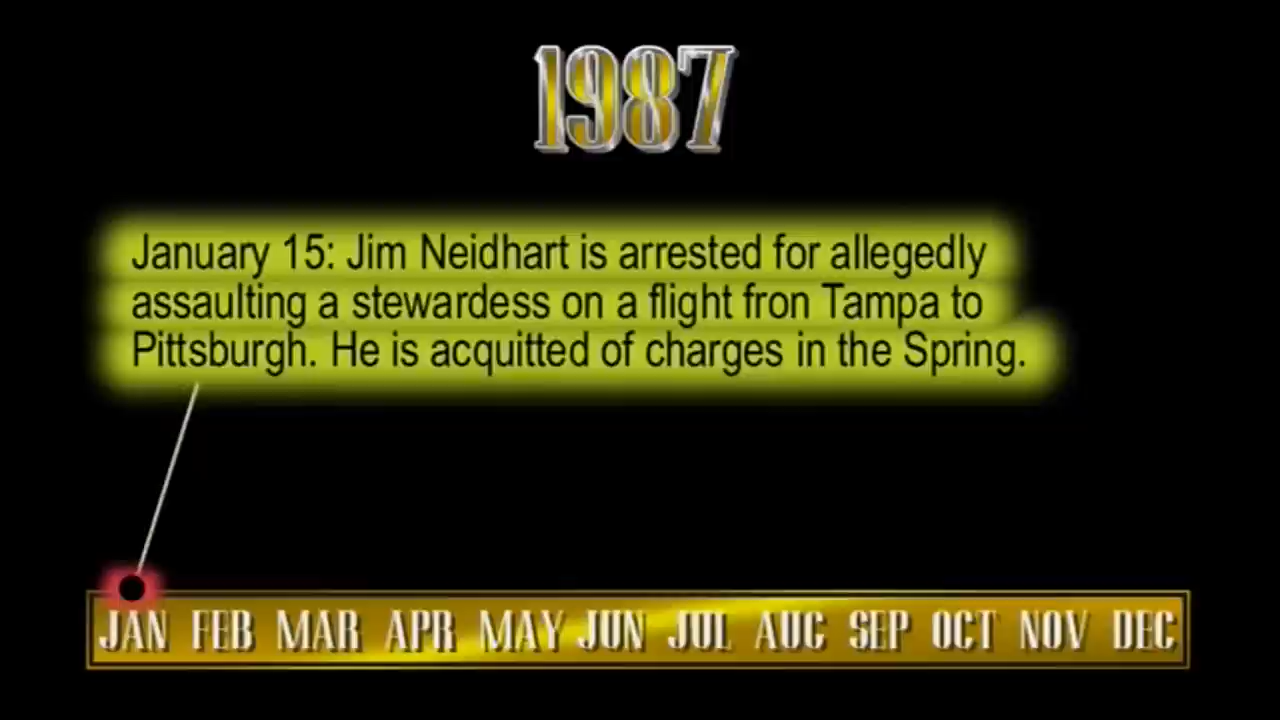 1987
January 15: Jim Neidhart is arrested for allegedly
assaulting a stewardess on a flight fron Tampa to
Pittsburgh. He is acquitted of charges in the Spring.
JAN FEB MAR APR MAY JUN JUL AUG SEP OCT NOV DEC